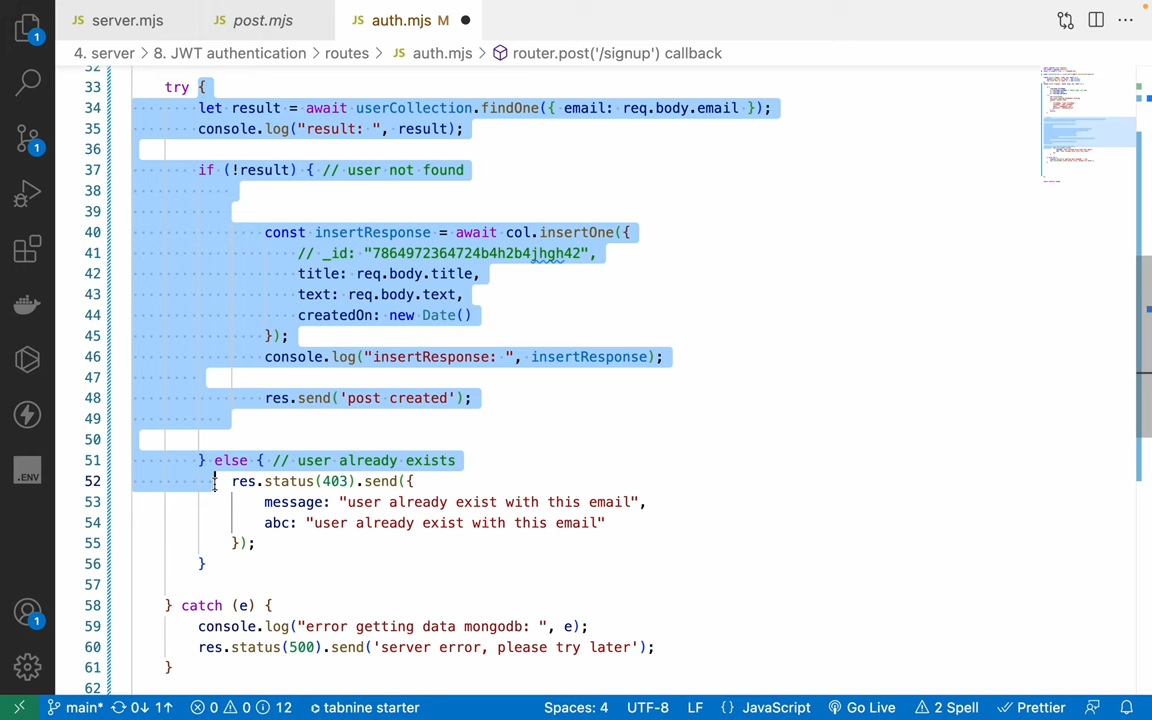 server.mjs
post.mjs
auth.mjs M
4. server > 8. JWT authentication > routes > JS auth.mjs > router.post('/signup') callback
32
33 try {
34 let result = await userCollection.findOne({ email: req.body.email });
35 console.log("result: ", result);
36
37 if (!result) { // user not found
38
39
40 const insertResponse = await col.insertOne({
41 // _id: "7864972364724b4h2b4jhgh42",
42 title: req.body.title,
43 text: req.body.text,
44 createdOn: new Date()
45 });
46 console.log("insertResponse: ", insertResponse);
47
48 res.send('post created');
49
50
51 } else { // user already exists
52 res.status(403).send({
53 message: "user already exist with this email",
54 abc: "user already exist with this email"
55 });
56 }
57
58 } catch (e) {
59 console.log("error getting data mongodb: ", e);
60 res.status(500).send('server error, please try later');
61 }
62
main* 0↓ 1↑ 0 0 12 tabnine starter Spaces: 4 UTF-8 LF {} JavaScript Go Live 2 Spell Prettier